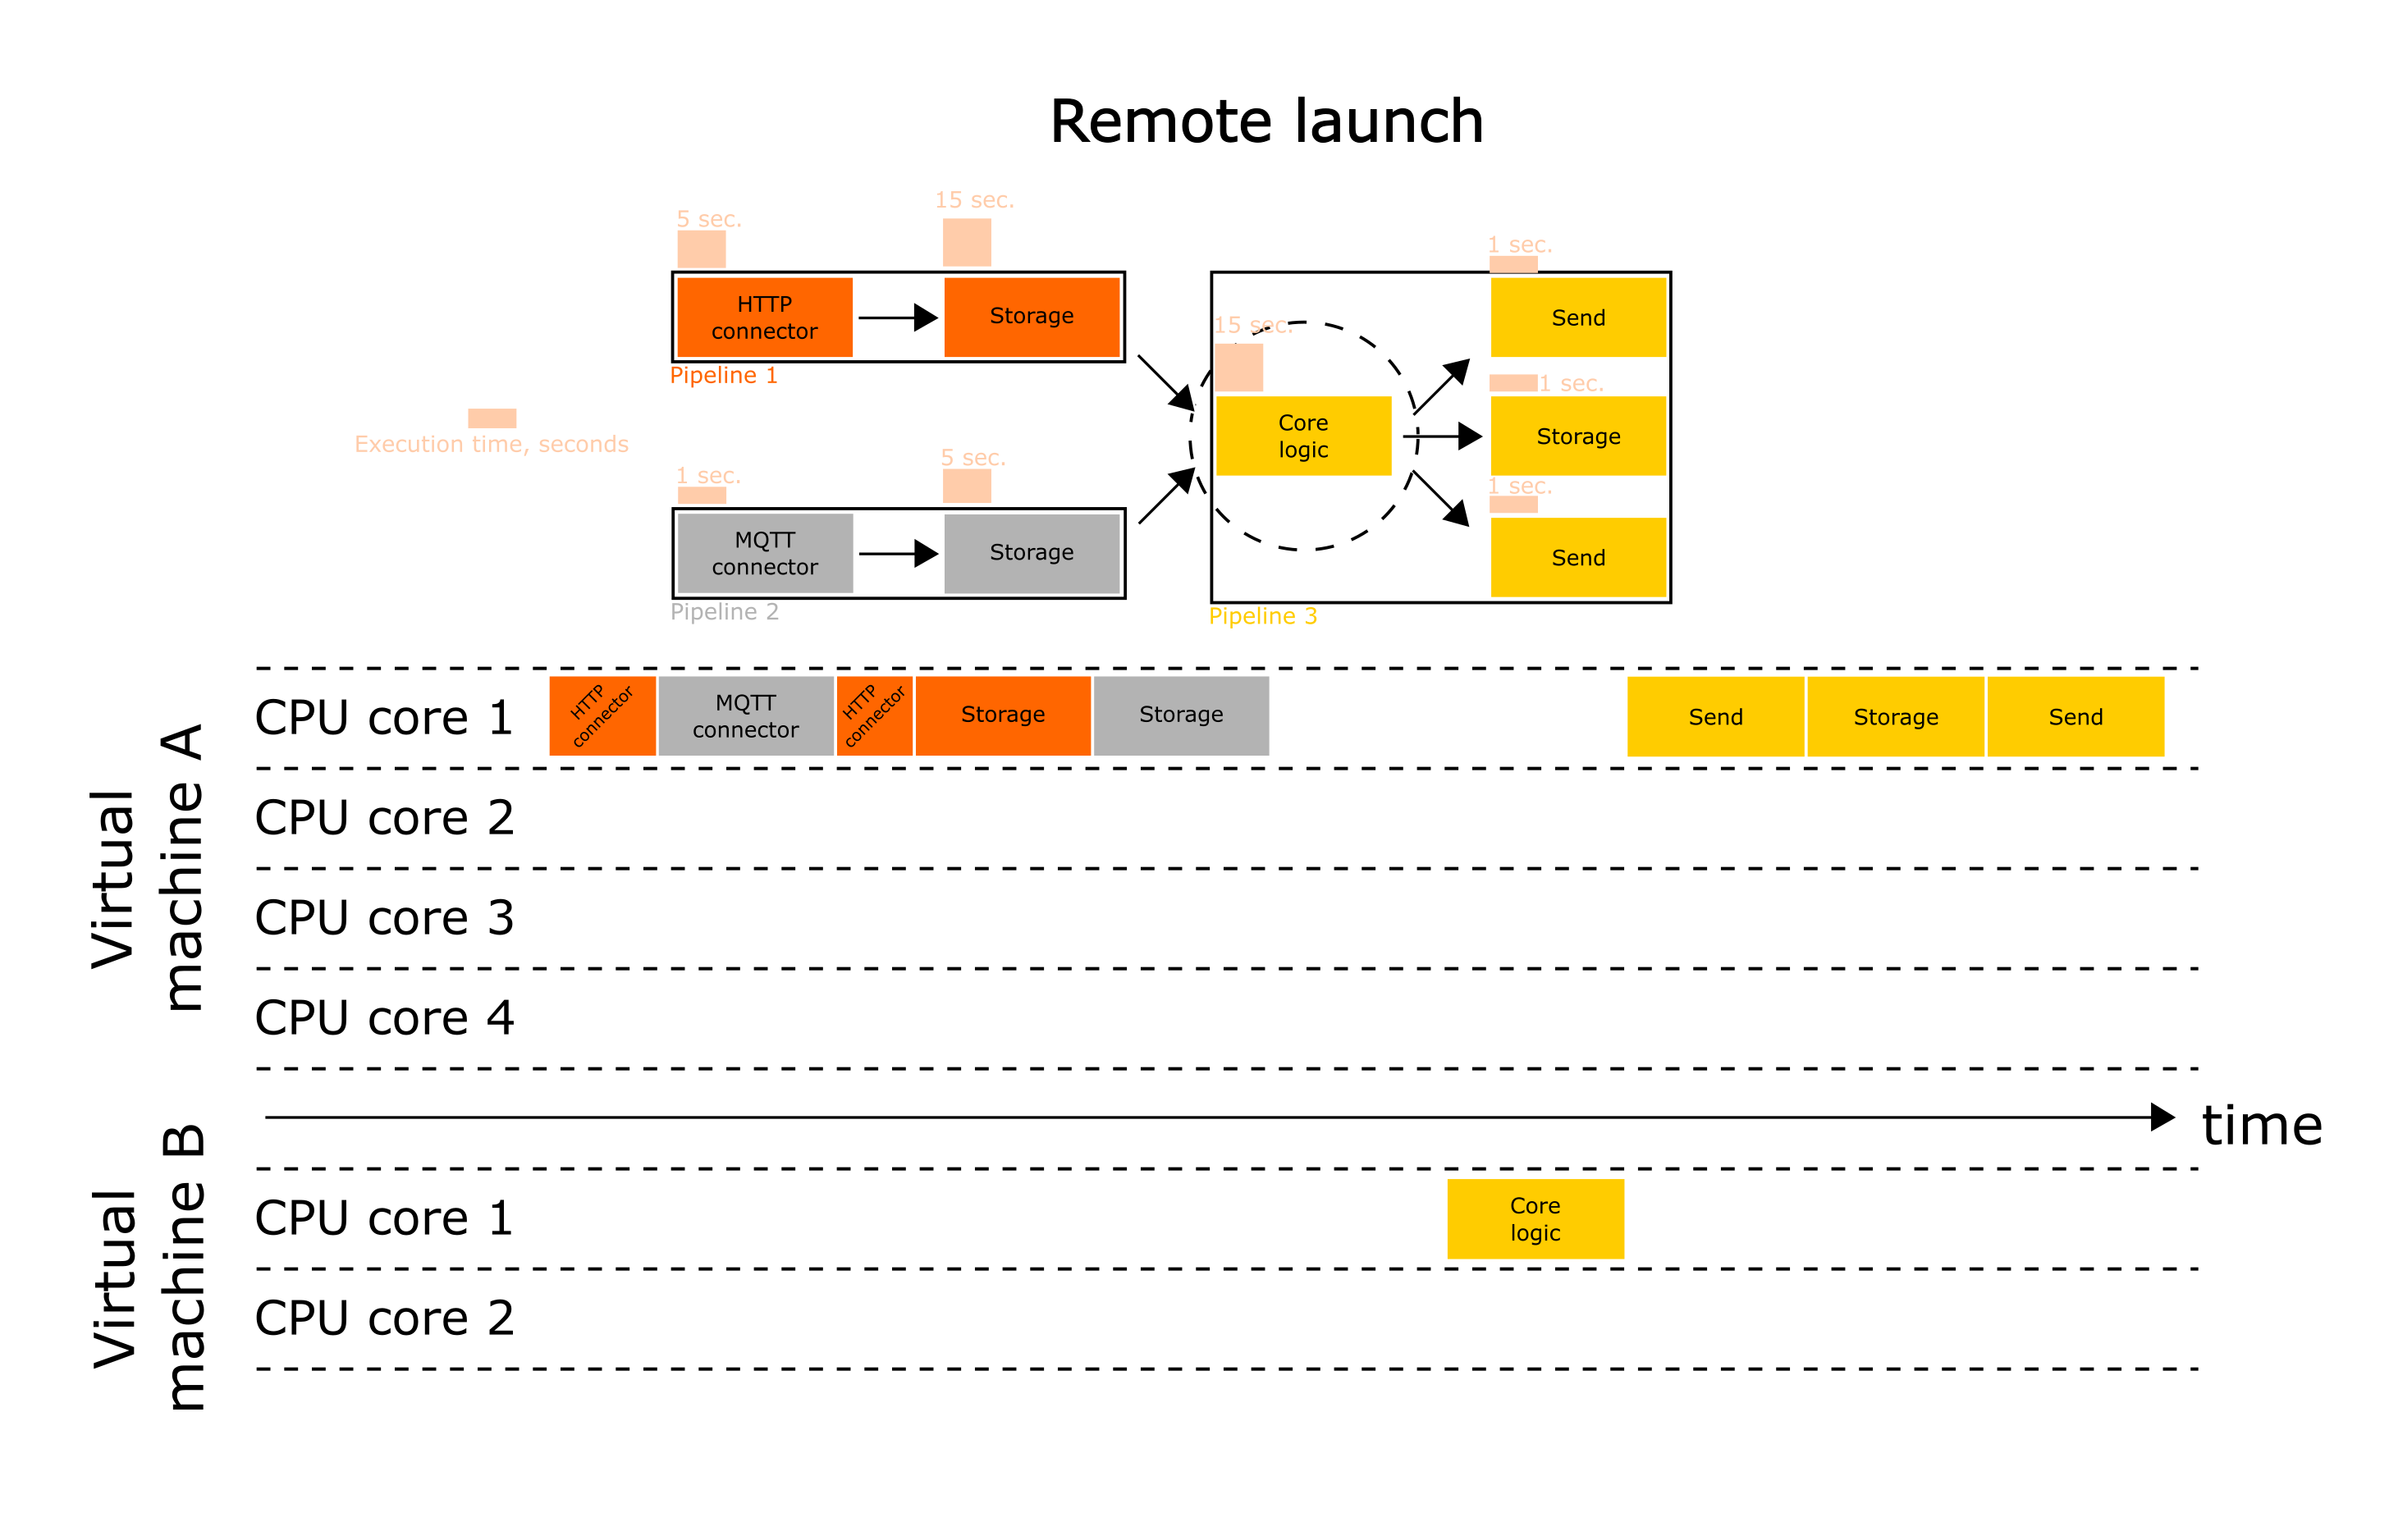 Remote launch
5 sec.
15 sec.
HTTP
connector
Storage
Pipeline 1
Execution time, seconds
1 sec.
5 sec.
MQTT
connector
Storage
Pipeline 2
15 sec.
Core
logic
1 sec.
Send
1 sec.
Storage
1 sec.
Send
Pipeline 3
Virtual
machine A
CPU core 1
HTTP
connector
MQTT
connector
HTTP
connector
Storage
Storage
Send
Storage
Send
CPU core 2
CPU core 3
CPU core 4
time
Virtual
machine B
CPU core 1
Core
logic
CPU core 2